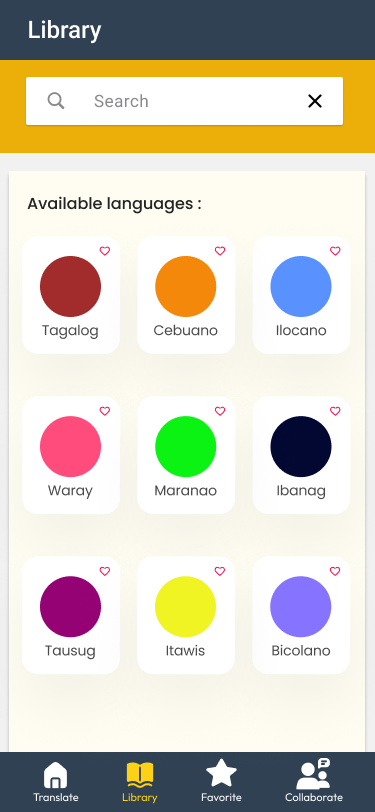 Library
Search
Available languages :
Tagalog Cebuano Ilocano
Waray Maranao Ibanag
Tausug Itawis Bicolano
Translate Library Favorite Collaborate